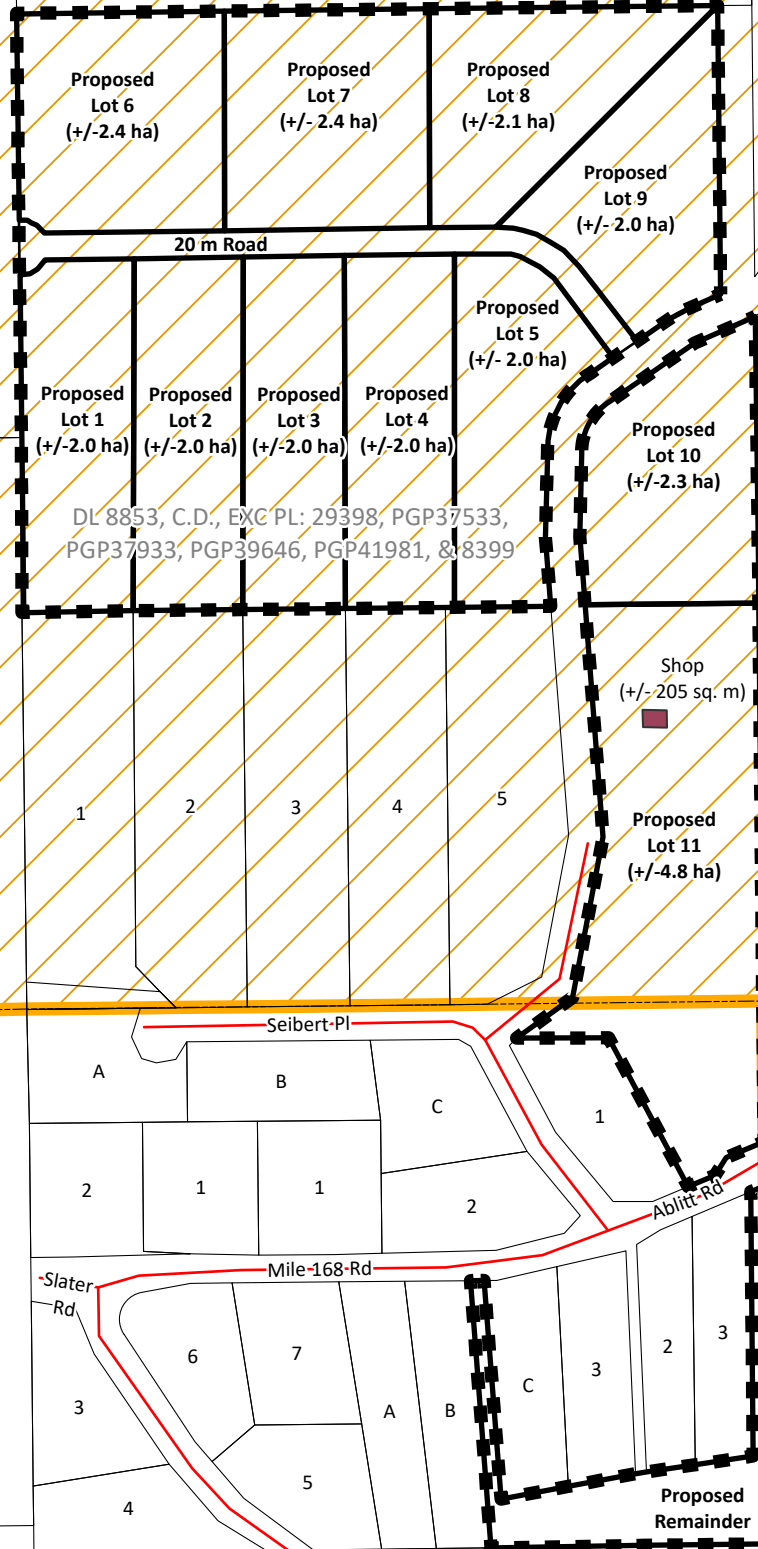 Proposed
Lot 6
(+/-2.4 ha)
Proposed
Lot 7
(+/- 2.4 ha)
Proposed
Lot 8
(+/-2.1 ha)
Proposed
Lot 9
(+/- 2.0 ha)
20 m Road
Proposed
Lot 5
(+/- 2.0 ha)
Proposed
Lot 1
(+/-2.0 ha)
Proposed
Lot 2
(+/-2.0 ha)
Proposed
Lot 3
(+/-2.0 ha)
Proposed
Lot 4
(+/-2.0 ha)
Proposed
Lot 10
(+/-2.3 ha)
DL 8853, C.D., EXC PL: 29398, PGP37533,
PGP37933, PGP39646, PGP41981, & 8399
Shop
(+/- 205 sq. m)
1
2
3
4
5
Proposed
Lot 11
(+/-4.8 ha)
Seibert Pl
A
B
C
1
2
1
1
2
Ablitt Rd
Mile 168 Rd
Slater
Rd
6
7
A
B
C
3
2
3
3
5
4
Proposed
Remainder